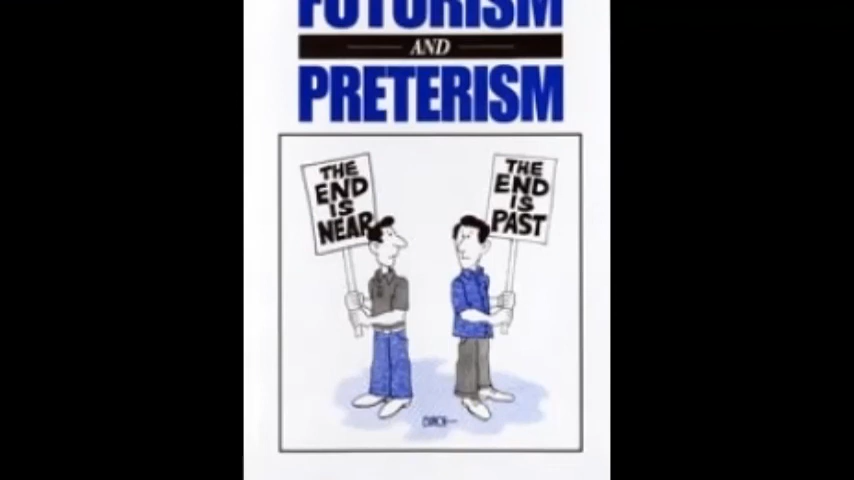 FUTURISM
AND
PRETERISM
THE
END
IS
NEAR
THE
END
IS
PAST